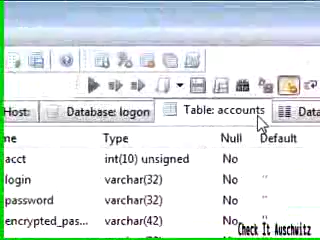 Host: Database: logon Table: accounts Data
me Type Null Default
acct int(10) unsigned No
login varchar(32) No ''
password varchar(32) No ''
encrypted_pas... varchar(42) No ''
Check It Auschwitz